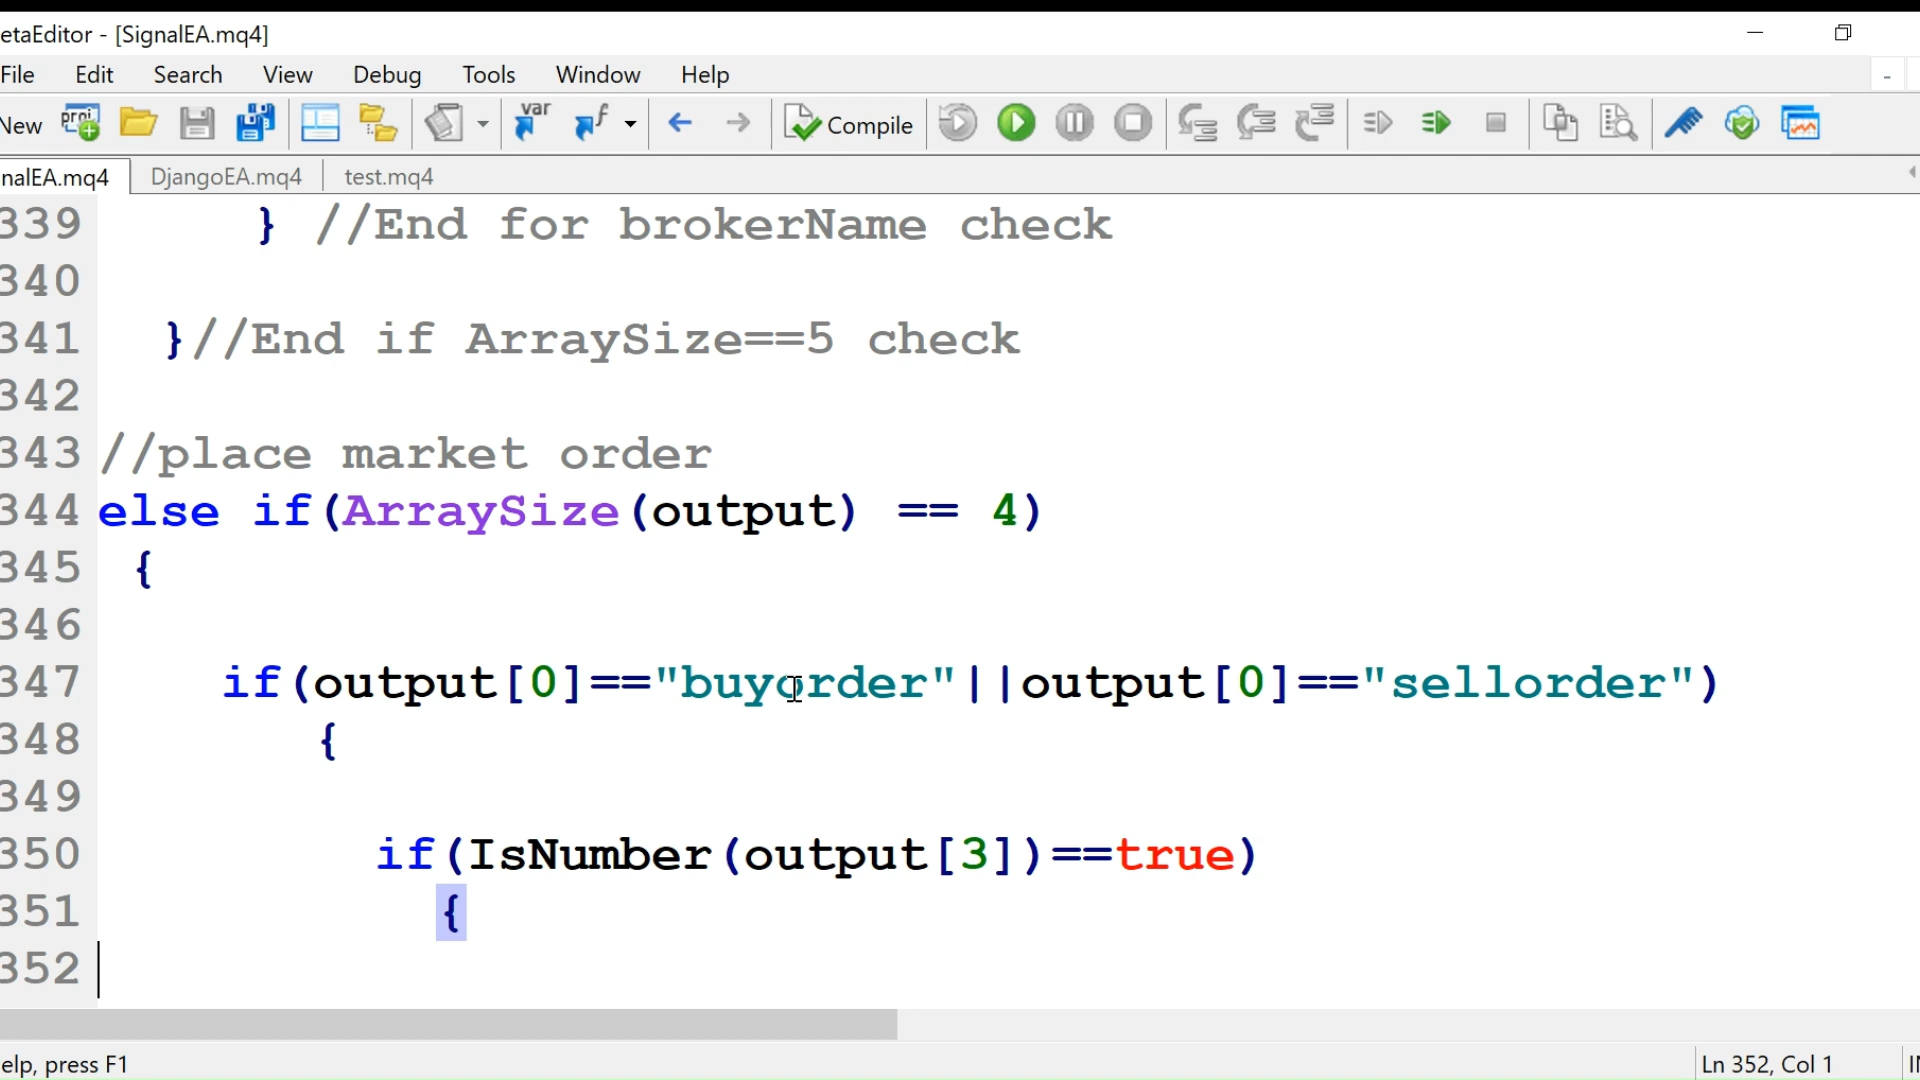 etaEditor - [SignalEA.mq4]
File Edit Search View Debug Tools Window Help
New proj var f Compile
nalEA.mq4 DjangoEA.mq4 test.mq4
339 } //End for brokerName check
340
341 }//End if ArraySize==5 check
342
343 //place market order
344 else if(ArraySize(output) == 4)
345 {
346
347 if(output[0]=="buyorder"||output[0]=="sellorder")
348 {
349
350 if(IsNumber(output[3])==true)
351 {
352
elp, press F1 Ln 352, Col 1